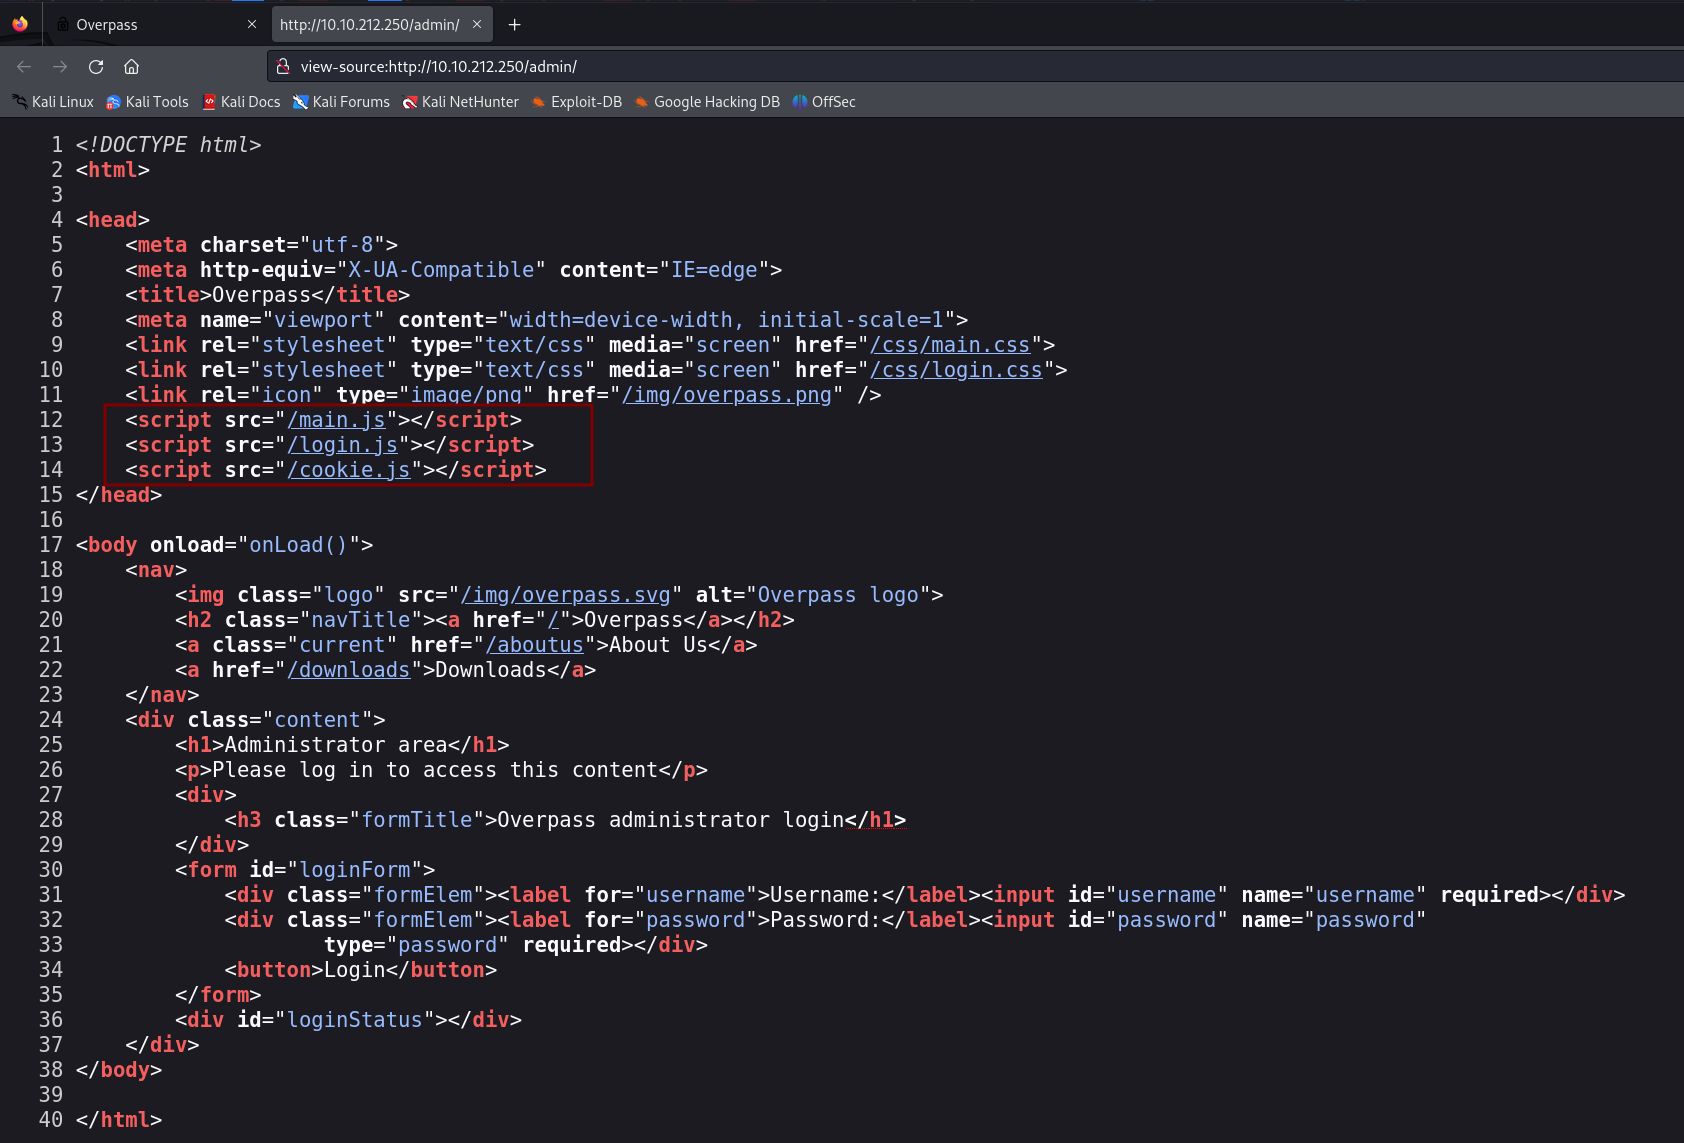 Overpass
http://10.10.212.250/admin/
view-source:http://10.10.212.250/admin/
Kali Linux Kali Tools Kali Docs Kali Forums Kali NetHunter Exploit-DB Google Hacking DB OffSec
1 <!DOCTYPE html>
2 <html>
3
4 <head>
5     <meta charset="utf-8">
6     <meta http-equiv="X-UA-Compatible" content="IE=edge">
7     <title>Overpass</title>
8     <meta name="viewport" content="width=device-width, initial-scale=1">
9     <link rel="stylesheet" type="text/css" media="screen" href="/css/main.css">
10     <link rel="stylesheet" type="text/css" media="screen" href="/css/login.css">
11     <link rel="icon" type="image/png" href="/img/overpass.png" />
12     <script src="/main.js"></script>
13     <script src="/login.js"></script>
14     <script src="/cookie.js"></script>
15 </head>
16
17 <body onload="onLoad()">
18     <nav>
19         <img class="logo" src="/img/overpass.svg" alt="Overpass logo">
20         <h2 class="navTitle"><a href="/">Overpass</a></h2>
21         <a class="current" href="/aboutus">About Us</a>
22         <a href="/downloads">Downloads</a>
23     </nav>
24     <div class="content">
25         <h1>Administrator area</h1>
26         <p>Please log in to access this content</p>
27         <div>
28             <h3 class="formTitle">Overpass administrator login</h1>
29         </div>
30         <form id="loginForm">
31             <div class="formElem"><label for="username">Username:</label><input id="username" name="username" required></div>
32             <div class="formElem"><label for="password">Password:</label><input id="password" name="password"
33                     type="password" required></div>
34             <button>Login</button>
35         </form>
36         <div id="loginStatus"></div>
37     </div>
38 </body>
39
40 </html>